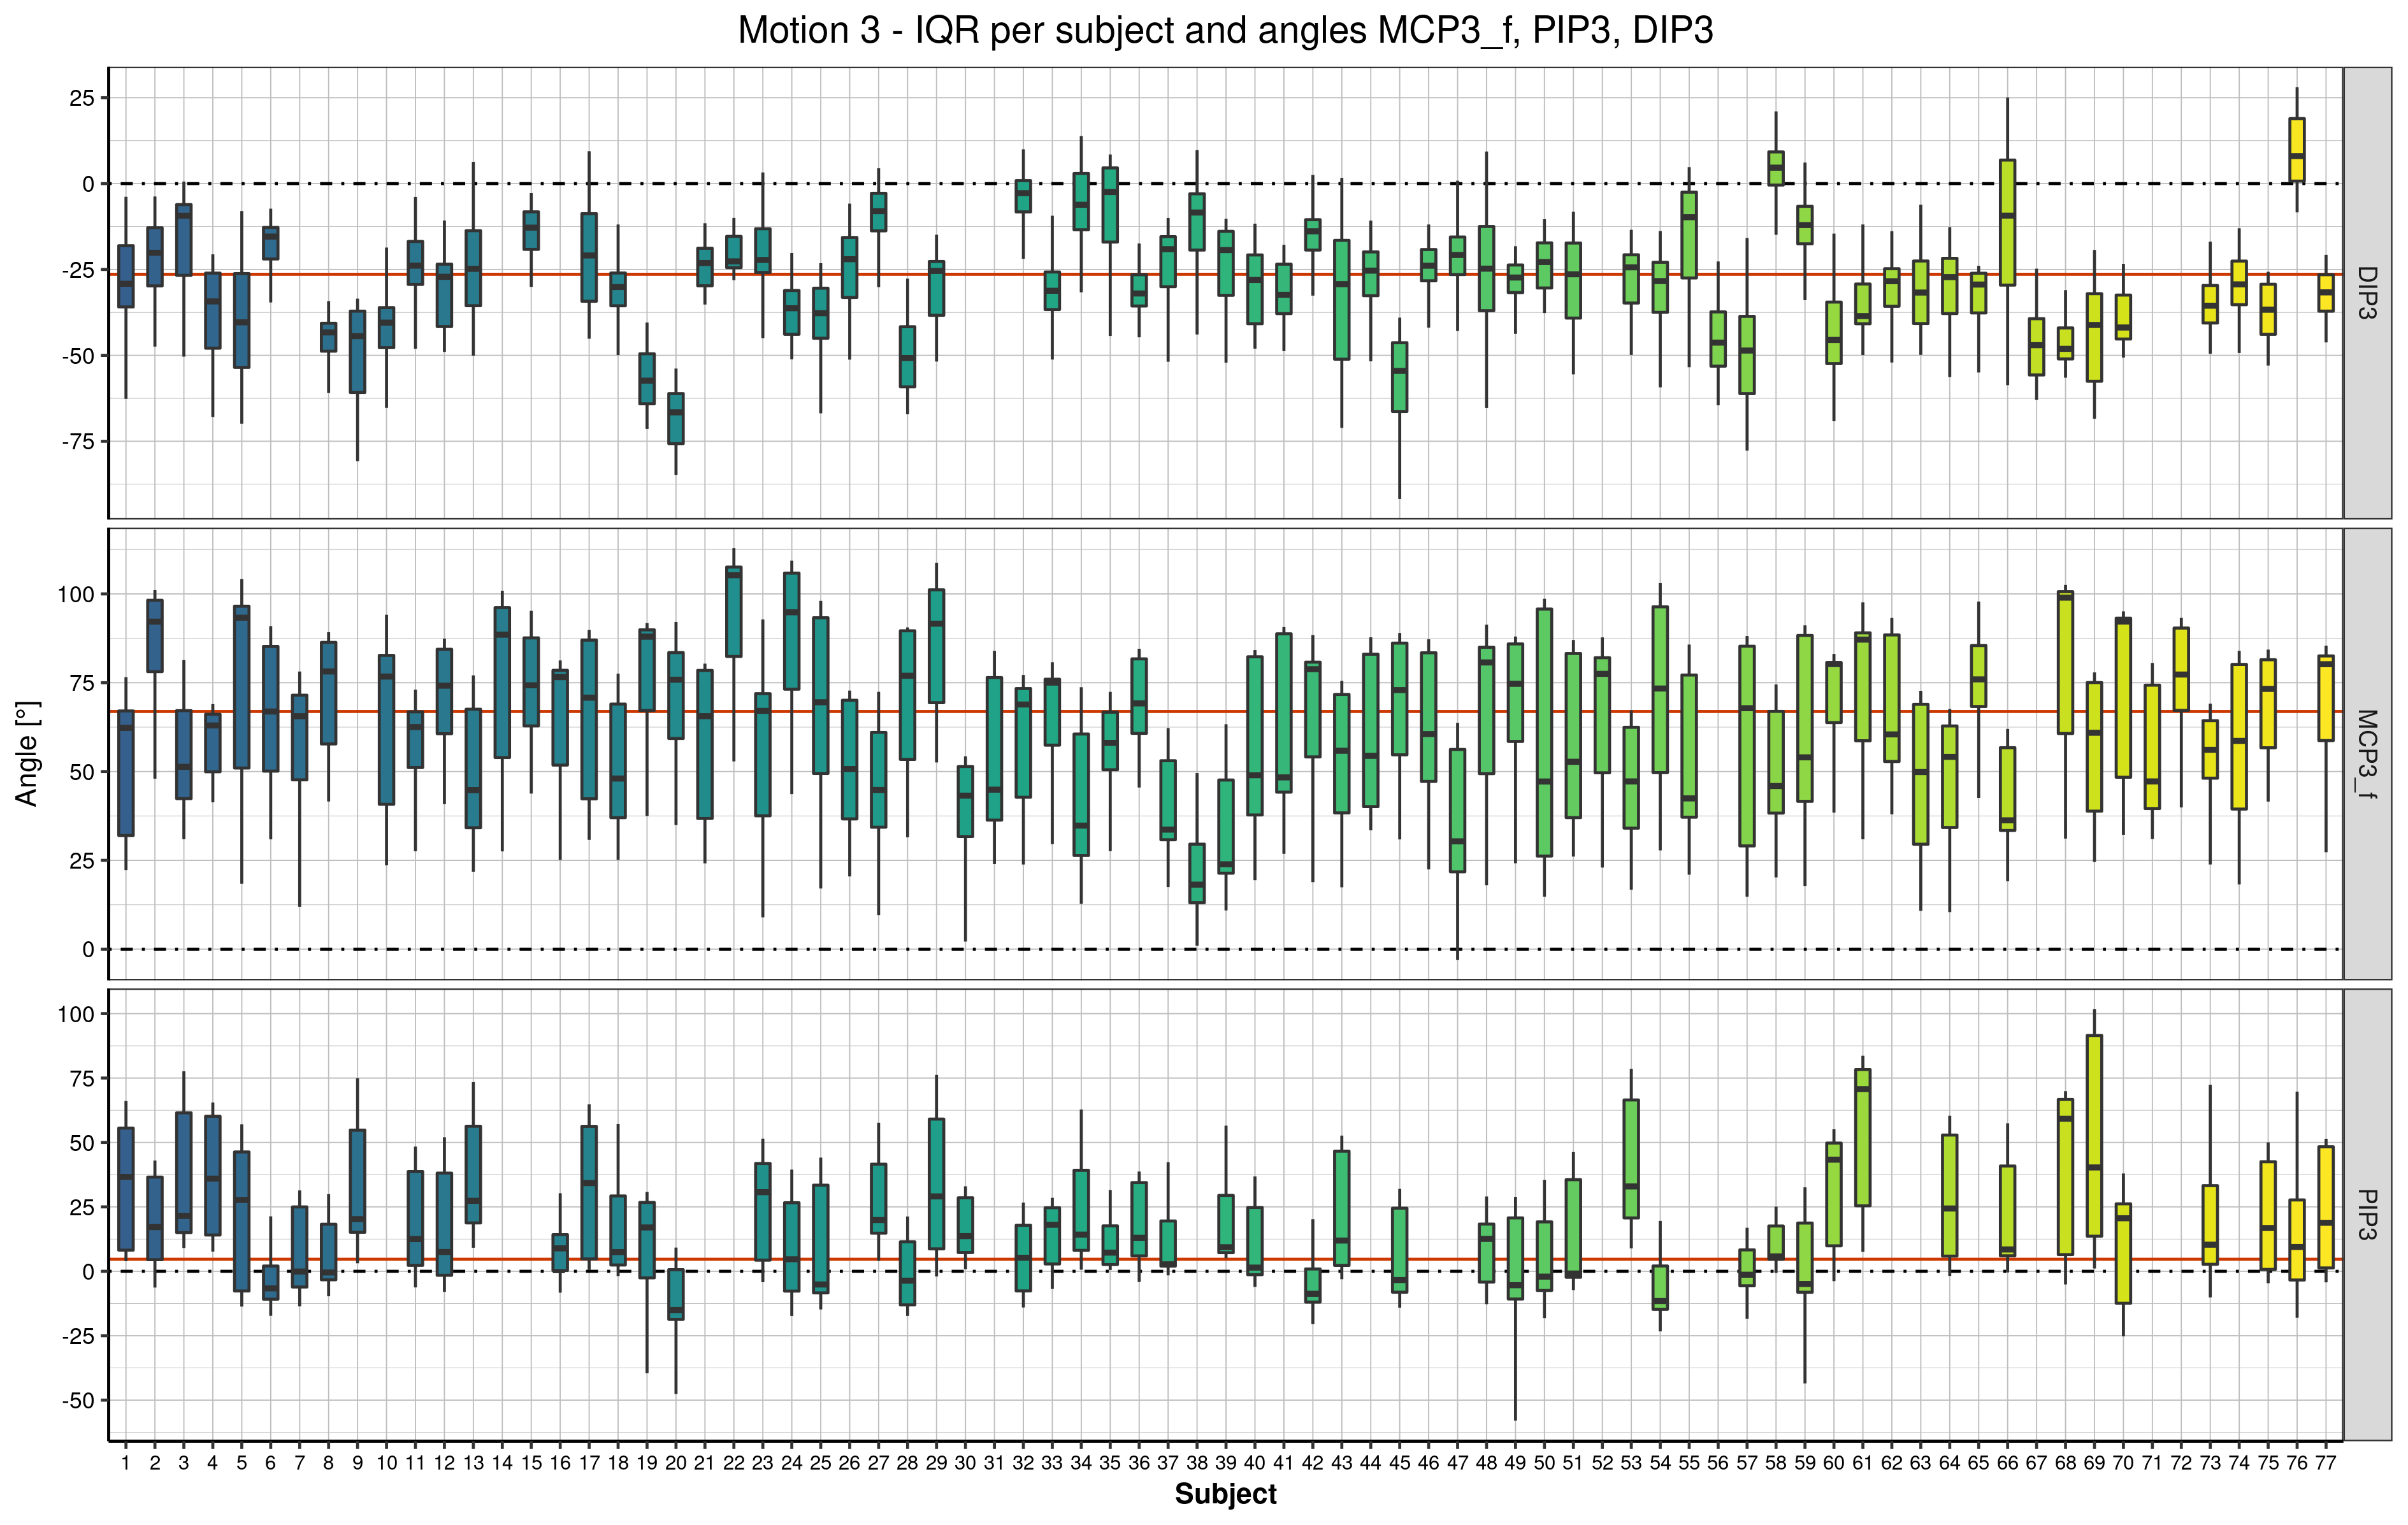 Motion 3 - IQR per subject and angles MCP3_f, PIP3, DIP3
25
0
-25
-50
-75
DIP3
100
75
50
25
0
MCP3_f
Angle [°]
100
75
50
25
0
-25
-50
PIP3
1 2 3 4 5 6 7 8 9 10 11 12 13 14 15 16 17 18 19 20 21 22 23 24 25 26 27 28 29 30 31 32 33 34 35 36 37 38 39 40 41 42 43 44 45 46 47 48 49 50 51 52 53 54 55 56 57 58 59 60 61 62 63 64 65 66 67 68 69 70 71 72 73 74 75 76 77
Subject